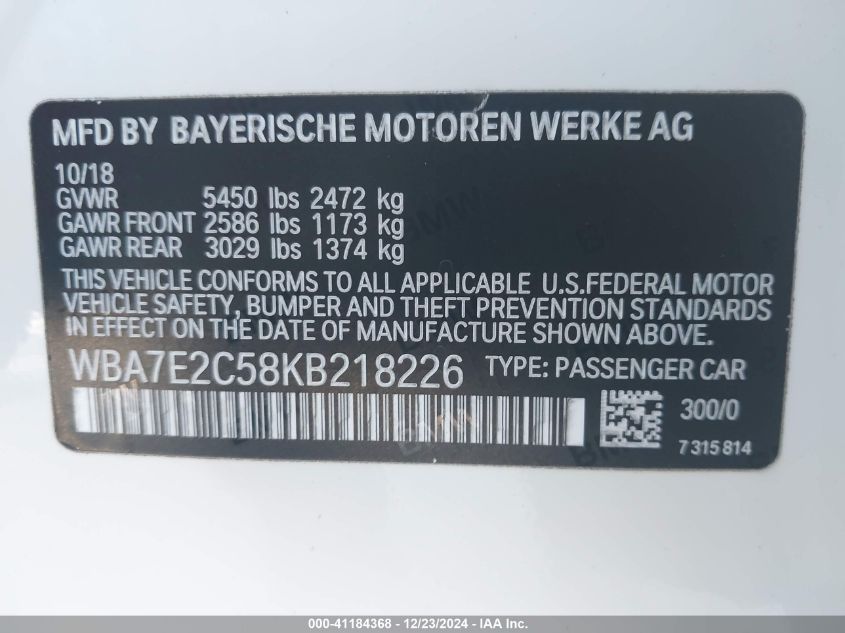 MFD BY BAYERISCHE MOTOREN WERKE AG
10/18
GVWR 5450 lbs 2472 kg
GAWR FRONT 2586 lbs 1173 kg
GAWR REAR 3029 lbs 1374 kg
THIS VEHICLE CONFORMS TO ALL APPLICABLE U.S.FEDERAL MOTOR
VEHICLE SAFETY, BUMPER AND THEFT PREVENTION STANDARDS
IN EFFECT ON THE DATE OF MANUFACTURE SHOWN ABOVE.
WBA7E2C58KB218226 TYPE: PASSENGER CAR
300/0
7 315 814
000-41184368 - 12/23/2024 - IAAI.com